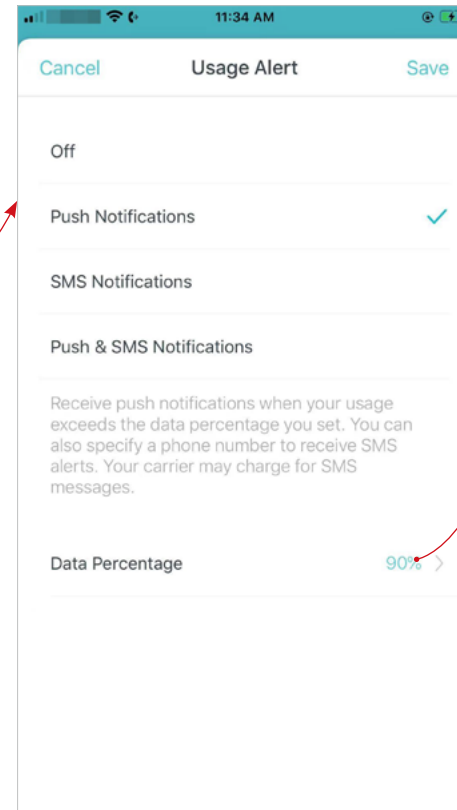 11:34 AM
Cancel Usage Alert Save
Off
Push Notifications
SMS Notifications
Push & SMS Notifications
Receive push notifications when your usage
exceeds the data percentage you set. You can
also specify a phone number to receive SMS
alerts. Your carrier may charge for SMS
messages.
Data Percentage 90%